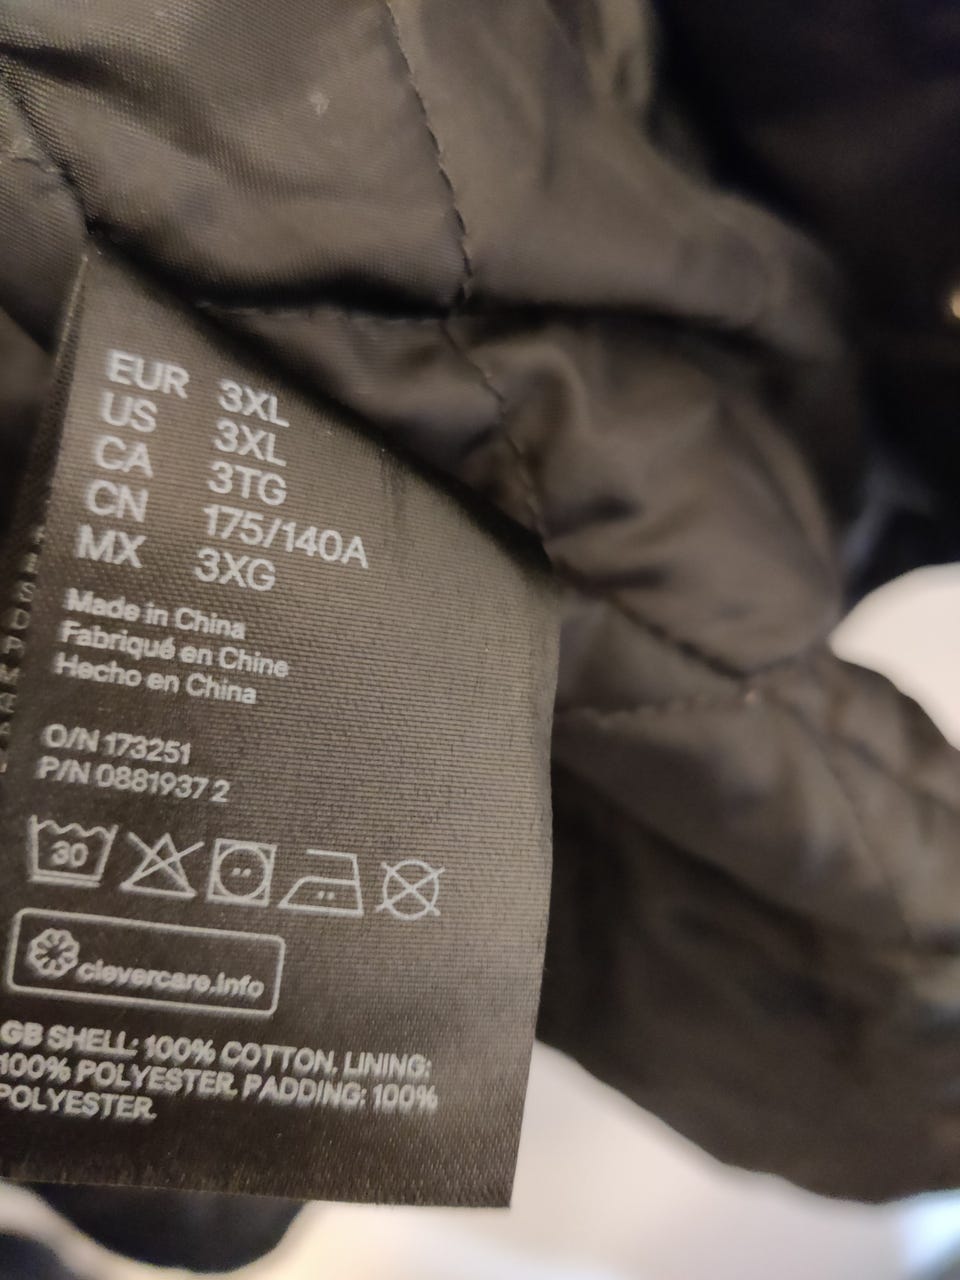 EUR 3XL
US 3XL
CA 3TG
CN 175/140A
MX 3XG
Made in China
Fabriqué en Chine
Hecho en China
O/N 173251
P/N 0881937 2
30
clevercare.info
GB SHELL: 100% COTTON. LINING:
100% POLYESTER. PADDING: 100%
POLYESTER.